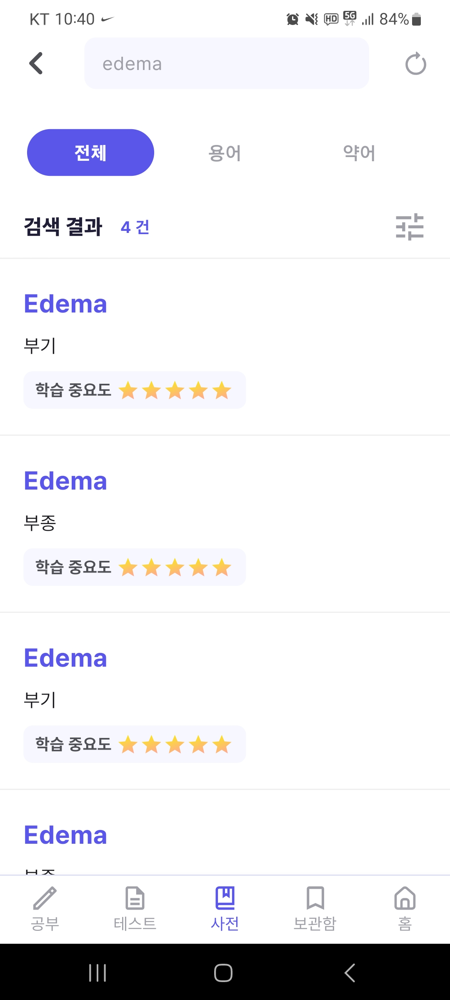 KT 10:40
HD 5G 84%
edema
전체 용어 약어
검색 결과 4 건
Edema
부기
학습 중요도
Edema
부종
학습 중요도
Edema
부기
학습 중요도
Edema
공부 테스트 사전 보관함 홈